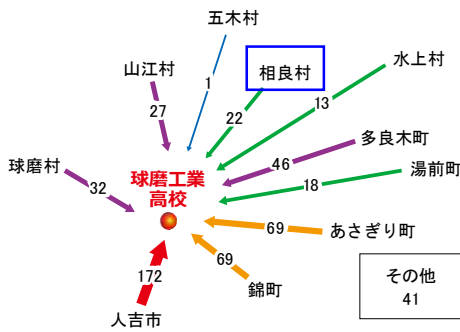 五木村
相良村
水上村
山江村
1
13
27
22
多良木町
球磨村
球磨工業
高校
46
湯前町
32
18
69
あさぎり町
172
69
錦町
人吉市
その他
41